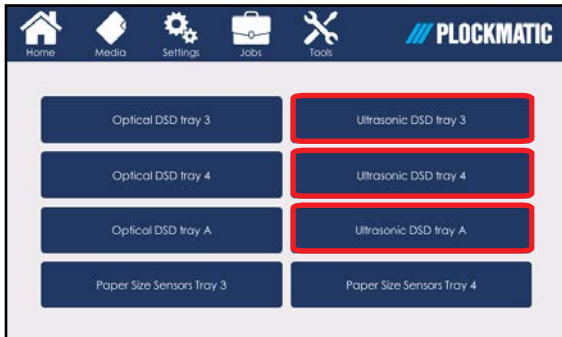 Home Media Settings Jobs Tools PLOCKMATIC
Optical DSD tray 3 Ultrasonic DSD tray 3
Optical DSD tray 4 Ultrasonic DSD tray 4
Optical DSD tray A Ultrasonic DSD tray A
Paper Size Sensors Tray 3 Paper Size Sensors Tray 4